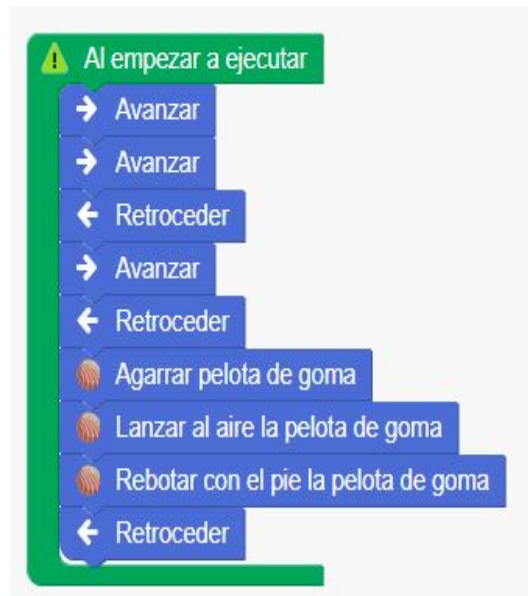 Al empezar a ejecutar
Avanzar
Avanzar
Retroceder
Avanzar
Retroceder
Agarrar pelota de goma
Lanzar al aire la pelota de goma
Rebotar con el pie la pelota de goma
Retroceder